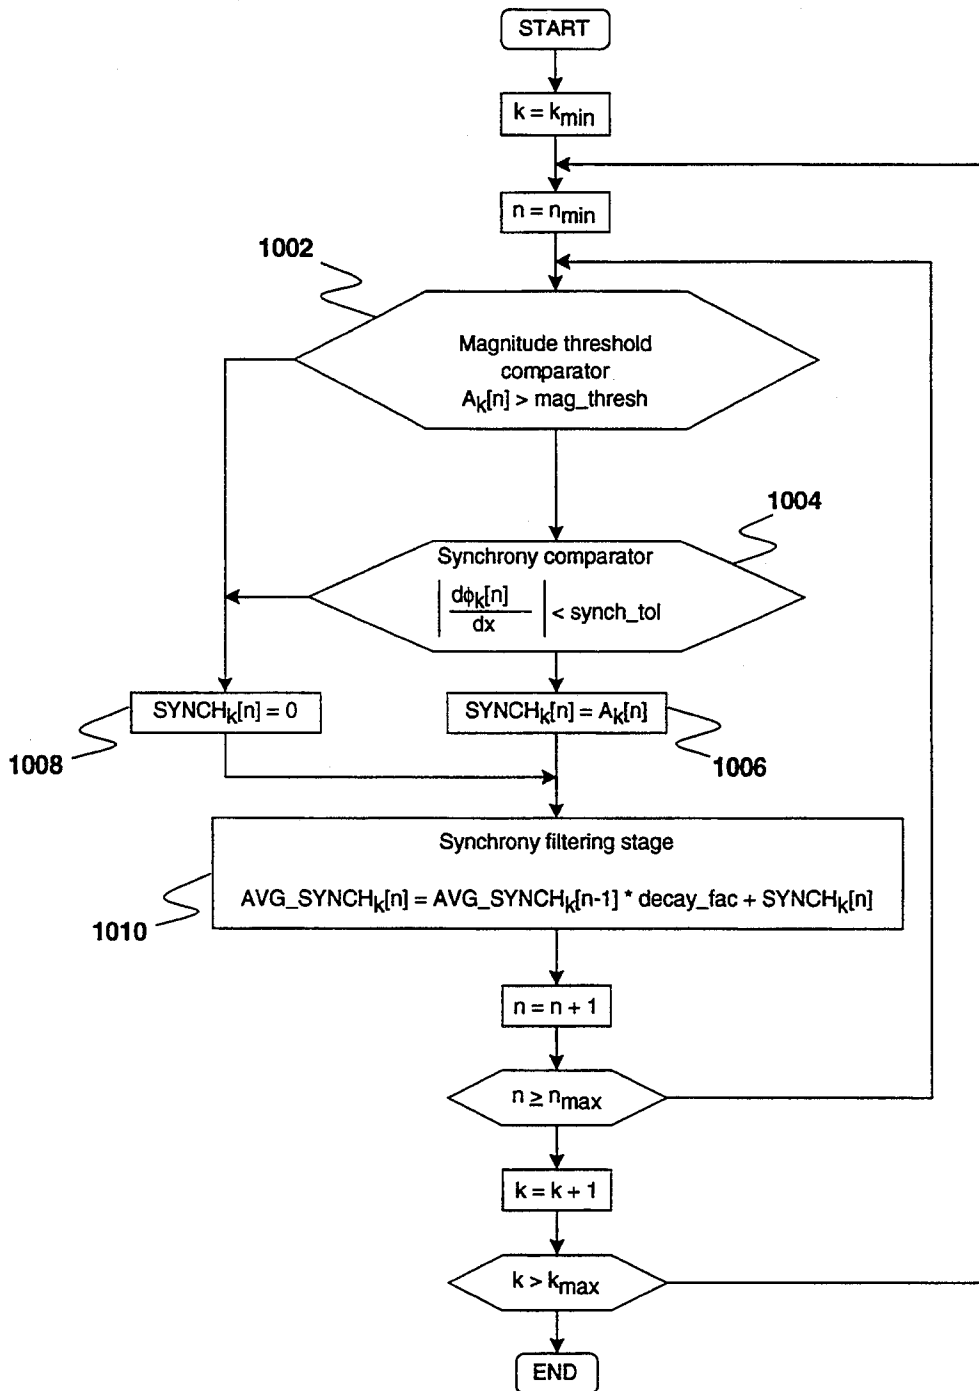 START
k = kmin
n = nmin
1002
Magnitude threshold
comparator
Ak[n] > mag_thresh
1004
Synchrony comparator
| dϕk[n] / dx | < synch_tol
SYNCHk[n] = 0
SYNCHk[n] = Ak[n]
1008
1006
Synchrony filtering stage
AVG_SYNCHk[n] = AVG_SYNCHk[n-1] * decay_fac + SYNCHk[n]
1010
n = n + 1
n ≥ nmax
k = k + 1
k > kmax
END